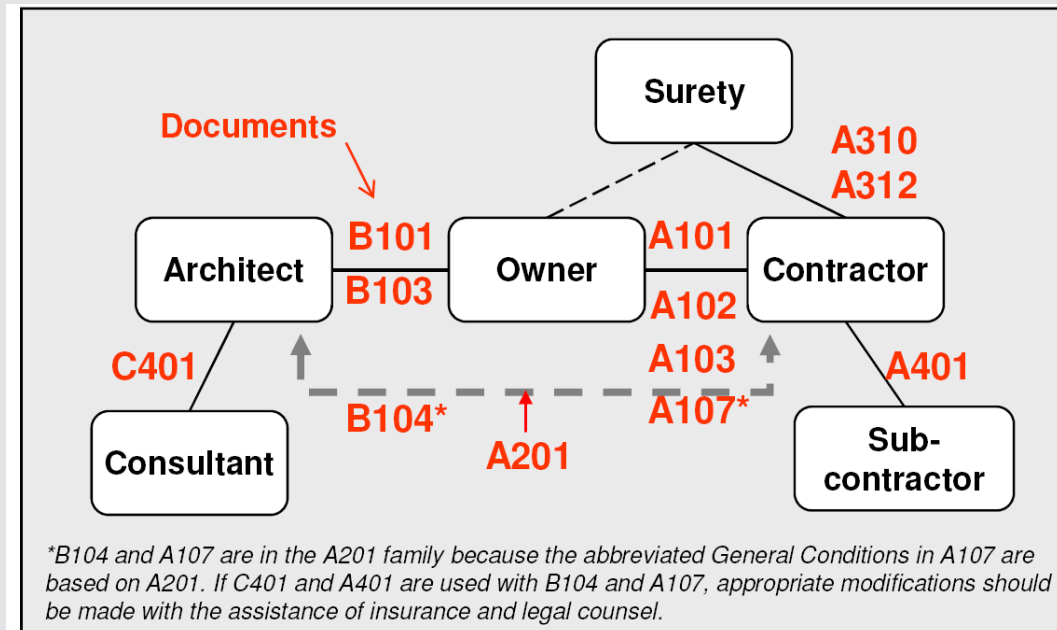 Surety
Documents
A310
A312
B101
A101
Architect
Owner
Contractor
B103
A102
C401
A103
A401
B104*
A107*
A201
Consultant
Sub-
contractor
*B104 and A107 are in the A201 family because the abbreviated General Conditions in A107 are
based on A201. If C401 and A401 are used with B104 and A107, appropriate modifications should
be made with the assistance of insurance and legal counsel.